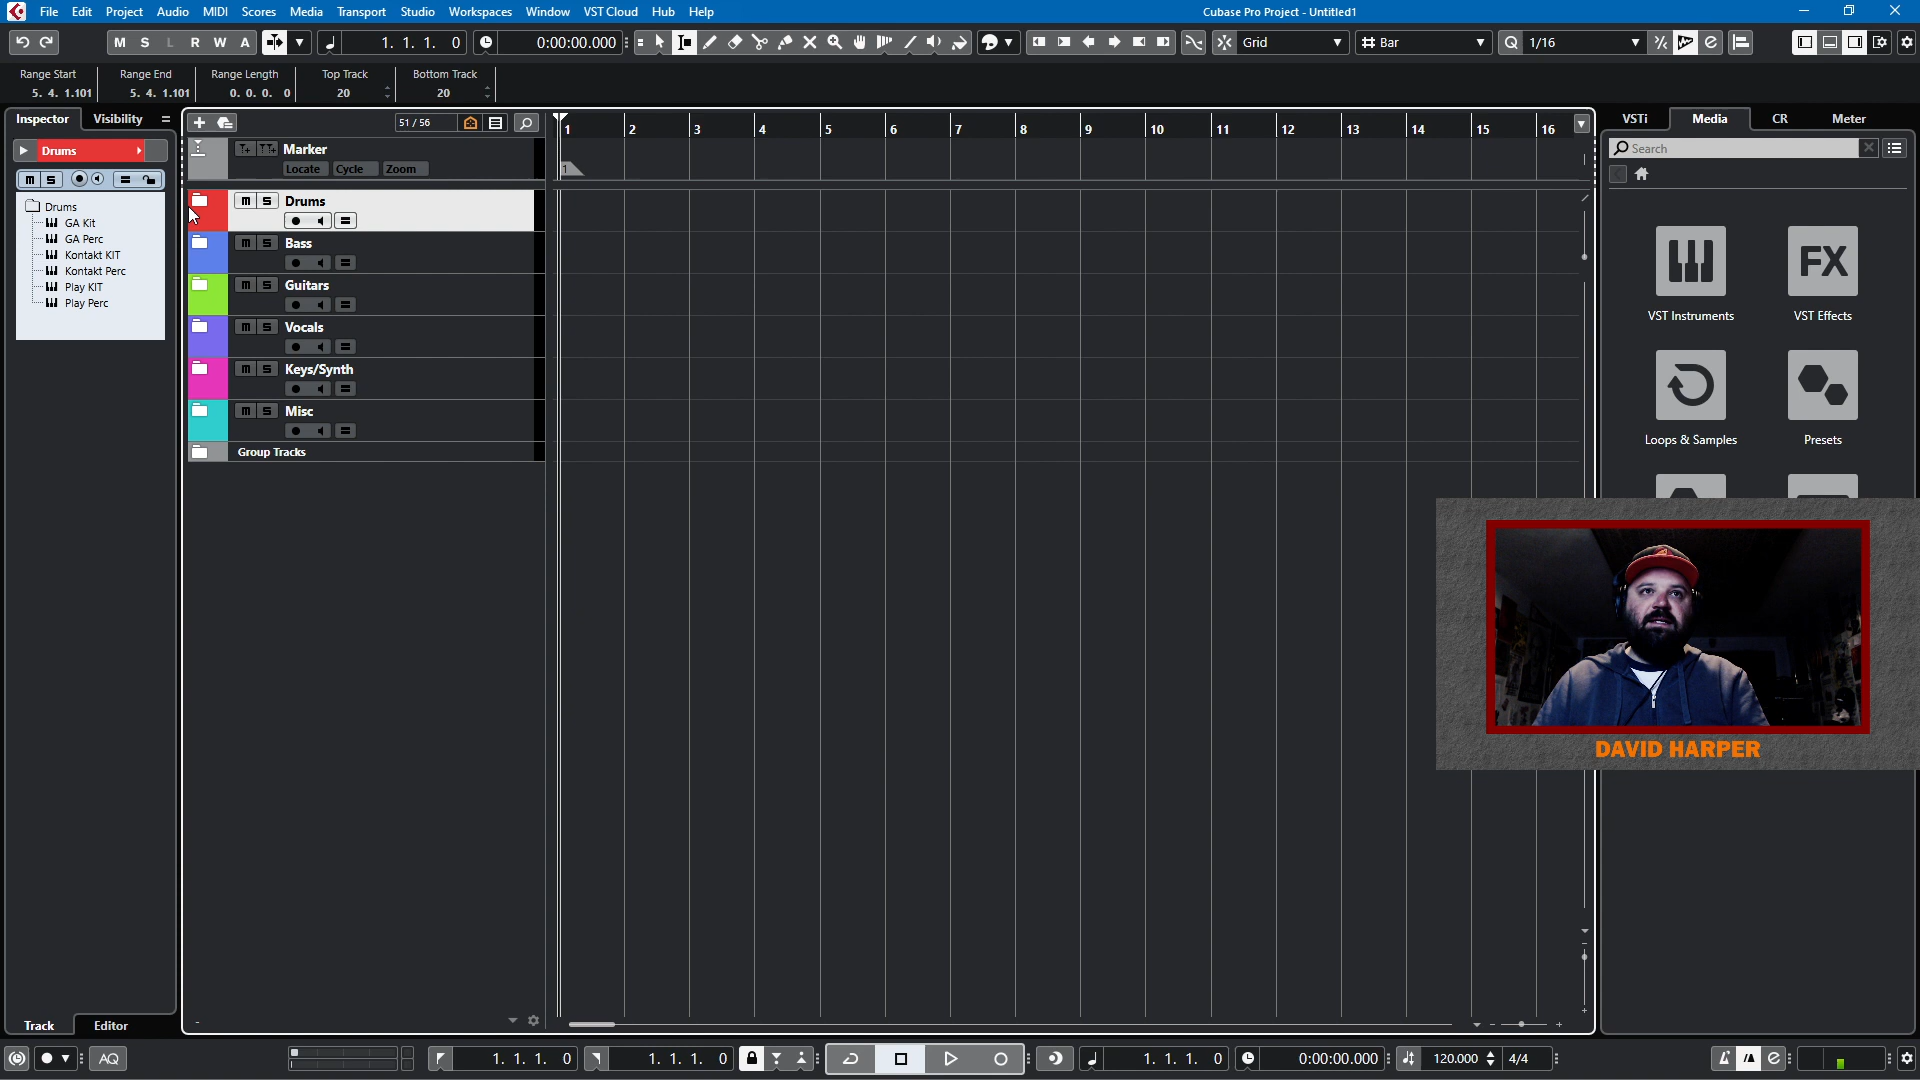 File Edit Project Audio MIDI Scores Media Transport Studio Workspaces Window VST Cloud Hub Help
Cubase Pro Project - Untitled1
M S L R W A
1. 1. 1. 0
0:00:00.000
Grid
Bar
Q 1/16
Range Start
5. 4. 1.101
Range End
5. 4. 1.101
Range Length
0. 0. 0. 0
Top Track
20
Bottom Track
20
Inspector Visibility
51 / 56
1 2 3 4 5 6 7 8 9 10 11 12 13 14 15 16
VSTi Media CR Meter
Search
Drums
m S
Drums
GA Kit
GA Perc
Kontakt KIT
Kontakt Perc
Play KIT
Play Perc
Marker
Locate Cycle Zoom
1
m S Drums
m S Bass
m S Guitars
m S Vocals
m S Keys/Synth
m S Misc
Group Tracks
VST Instruments
FX
VST Effects
Loops & Samples
Presets
DAVID HARPER
Track Editor
AQ
1. 1. 1. 0
1. 1. 1. 0
1. 1. 1. 0
0:00:00.000
120.000
4/4